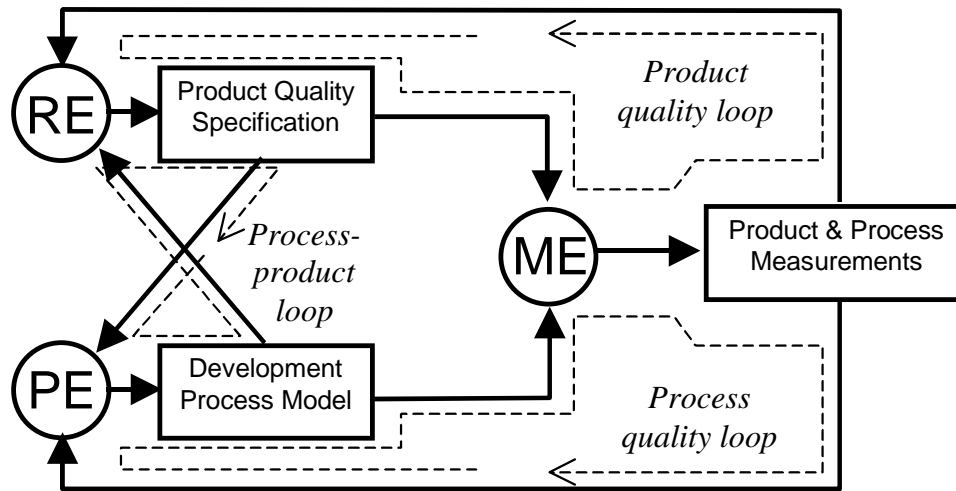 RE
Product Quality
Specification
Product
quality loop
Process-
product
loop
ME
Product & Process
Measurements
PE
Development
Process Model
Process
quality loop